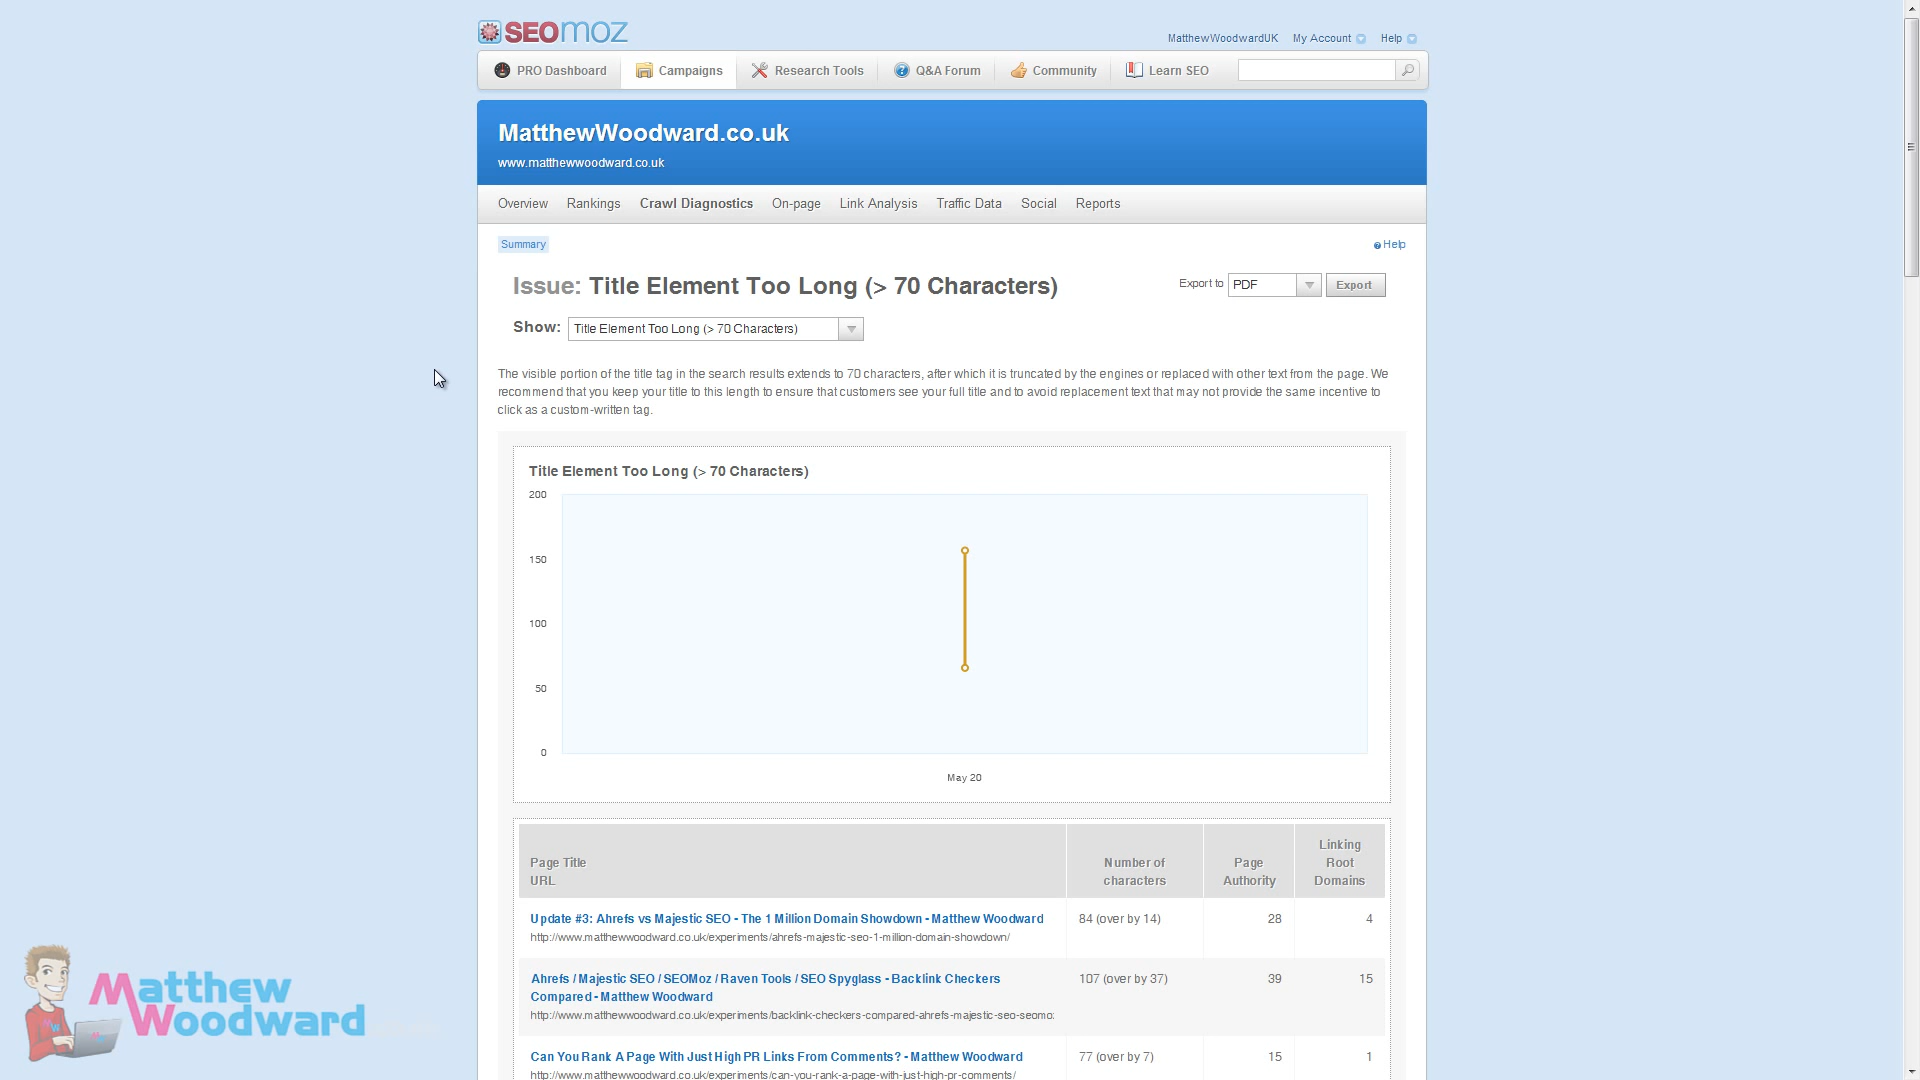 SEOmoz
MatthewWoodwardUK My Account Help
PRO Dashboard Campaigns Research Tools Q&A Forum Community Learn SEO
MatthewWoodward.co.uk
www.matthewwoodward.co.uk
Overview Rankings Crawl Diagnostics On-page Link Analysis Traffic Data Social Reports
Summary Help
Issue: Title Element Too Long (> 70 Characters) Export to PDF Export
Show: Title Element Too Long (> 70 Characters)
The visible portion of the title tag in the search results extends to 70 characters, after which it is truncated by the engines or replaced with other text from the page. We
recommend that you keep your title to this length to ensure that customers see your full title and to avoid replacement text that may not provide the same incentive to
click as a custom-written tag.
Title Element Too Long (> 70 Characters)
200
150
100
50
0
May 20
Page Title
URL
Number of
characters
Page
Authority
Linking
Root
Domains
Update #3: Ahrefs vs Majestic SEO - The 1 Million Domain Showdown - Matthew Woodward 84 (over by 14) 28 4
http://www.matthewwoodward.co.uk/experiments/ahrefs-majestic-seo-1-million-domain-showdown/
Ahrefs / Majestic SEO / SEOMoz / Raven Tools / SEO Spyglass - Backlink Checkers 107 (over by 37) 39 15
Compared - Matthew Woodward
http://www.matthewwoodward.co.uk/experiments/backlink-checkers-compared-ahrefs-majestic-seo-seomo
Can You Rank A Page With Just High PR Links From Comments? - Matthew Woodward 77 (over by 7) 15 1
http://www.matthewwoodward.co.uk/experiments/can-you-rank-a-page-with-just-high-pr-comments/
Matthew
Woodward